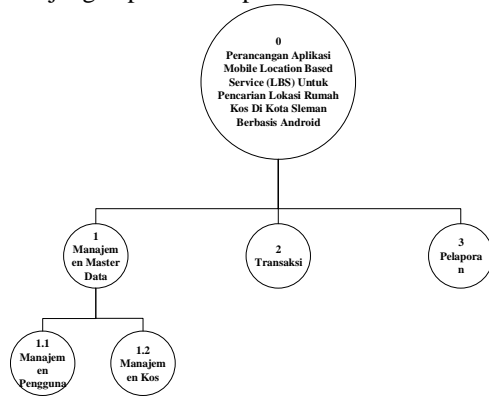 0
Perancangan Aplikasi
Mobile Location Based
Service (LBS) Untuk
Pencarian Lokasi Rumah
Kos Di Kota Sleman
Berbasis Android
1
Manajem
en Master
Data
2
Transaksi
3
Pelapora
n
1.1
Manajem
en
Pengguna
1.2
Manajem
en Kos